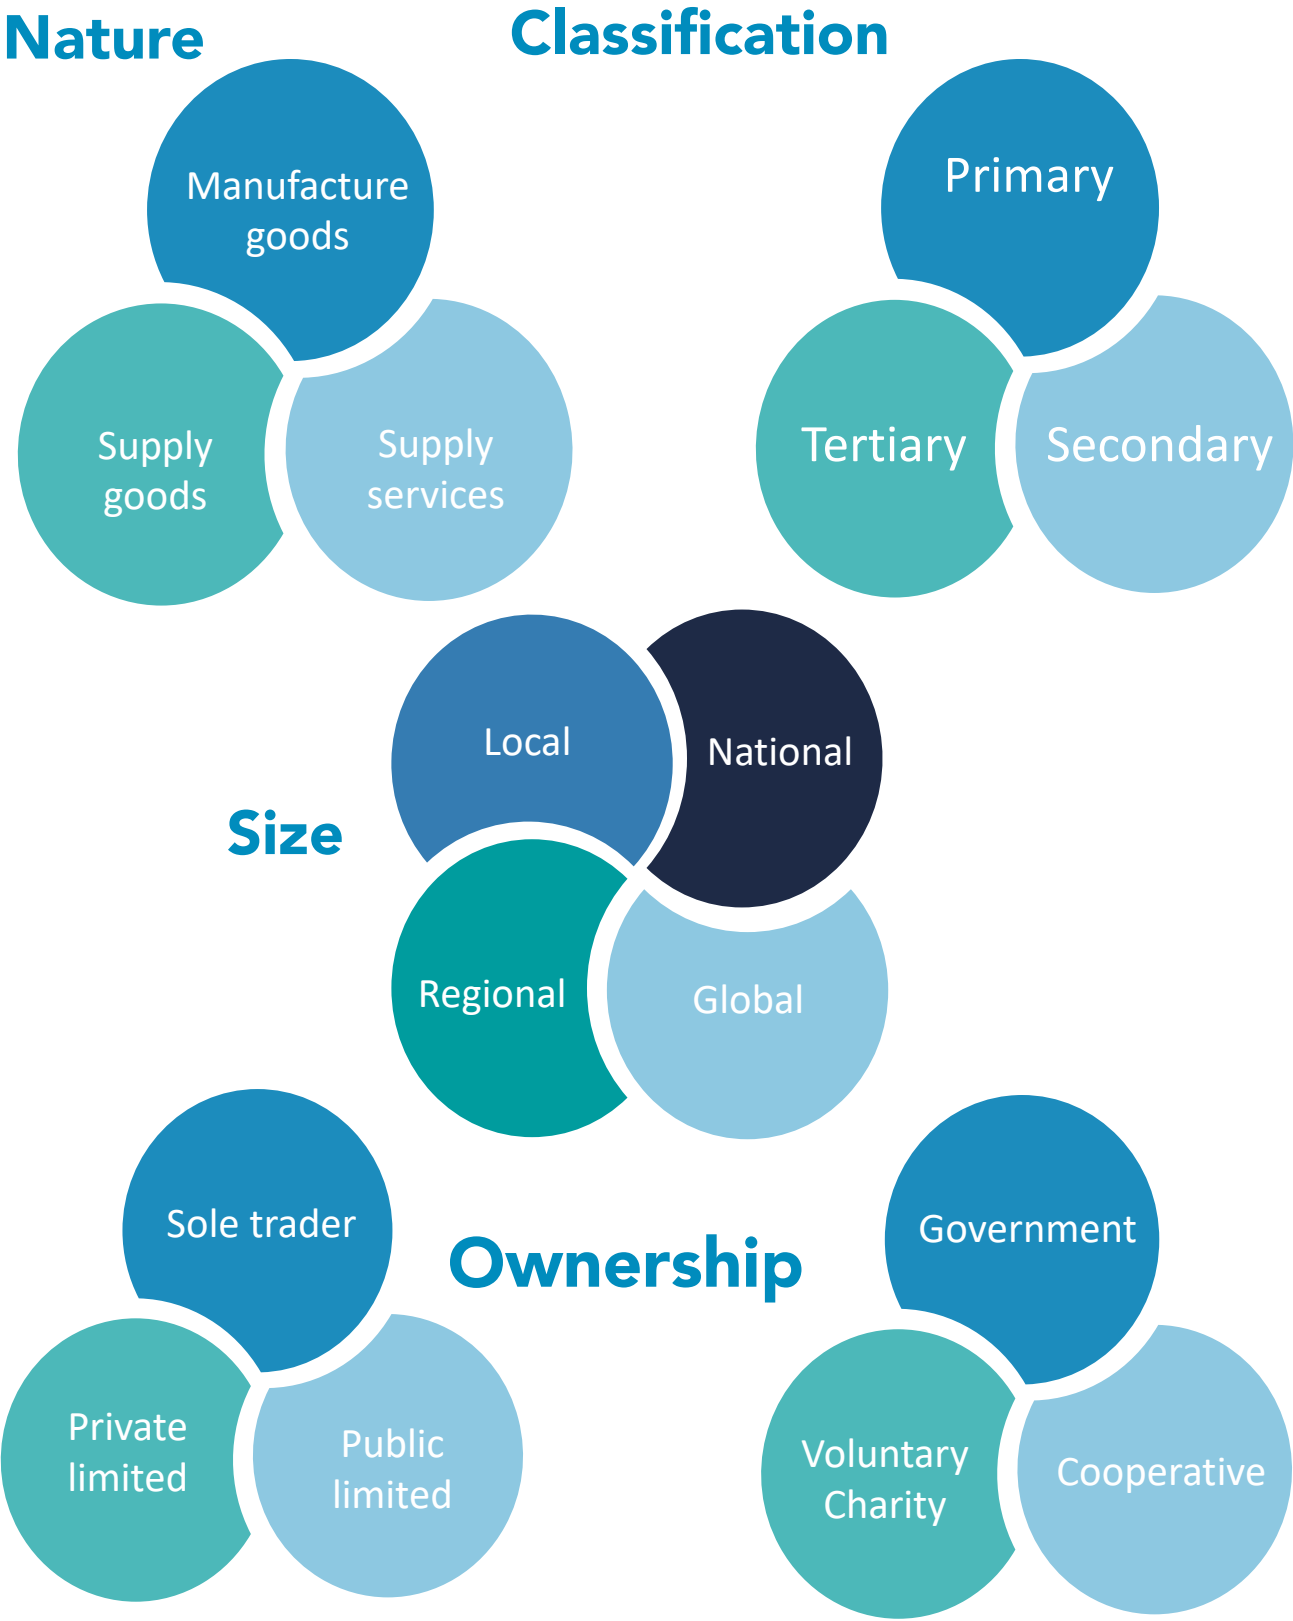 Nature
Classification
Manufacture
goods
Supply
goods
Supply
services
Primary
Tertiary
Secondary
Size
Local
National
Regional
Global
Ownership
Sole trader
Private
limited
Public
limited
Government
Voluntary
Charity
Cooperative